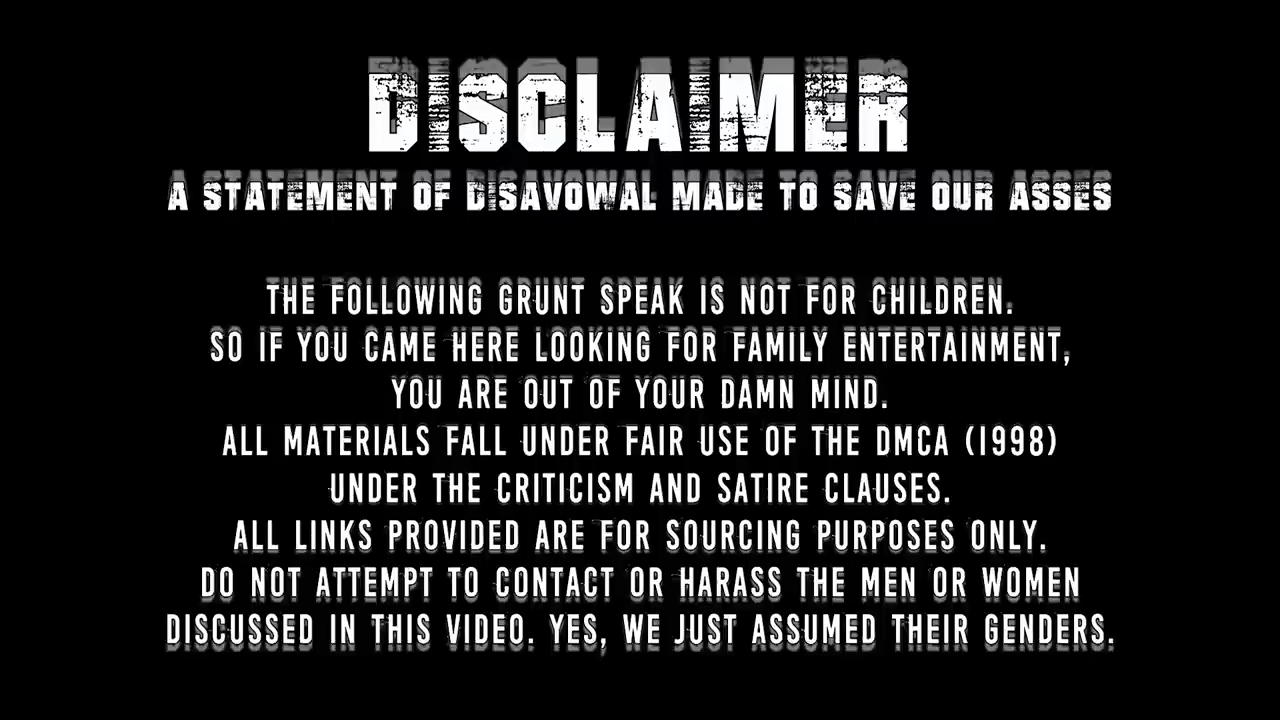 DISCLAIMER
A STATEMENT OF DISAVOWAL MADE TO SAVE OUR ASSES
THE FOLLOWING GRUNT SPEAK IS NOT FOR CHILDREN.
SO IF YOU CAME HERE LOOKING FOR FAMILY ENTERTAINMENT,
YOU ARE OUT OF YOUR DAMN MIND.
ALL MATERIALS FALL UNDER FAIR USE OF THE DMCA (1998)
UNDER THE CRITICISM AND SATIRE CLAUSES.
ALL LINKS PROVIDED ARE FOR SOURCING PURPOSES ONLY.
DO NOT ATTEMPT TO CONTACT OR HARASS THE MEN OR WOMEN
DISCUSSED IN THIS VIDEO. YES, WE JUST ASSUMED THEIR GENDERS.